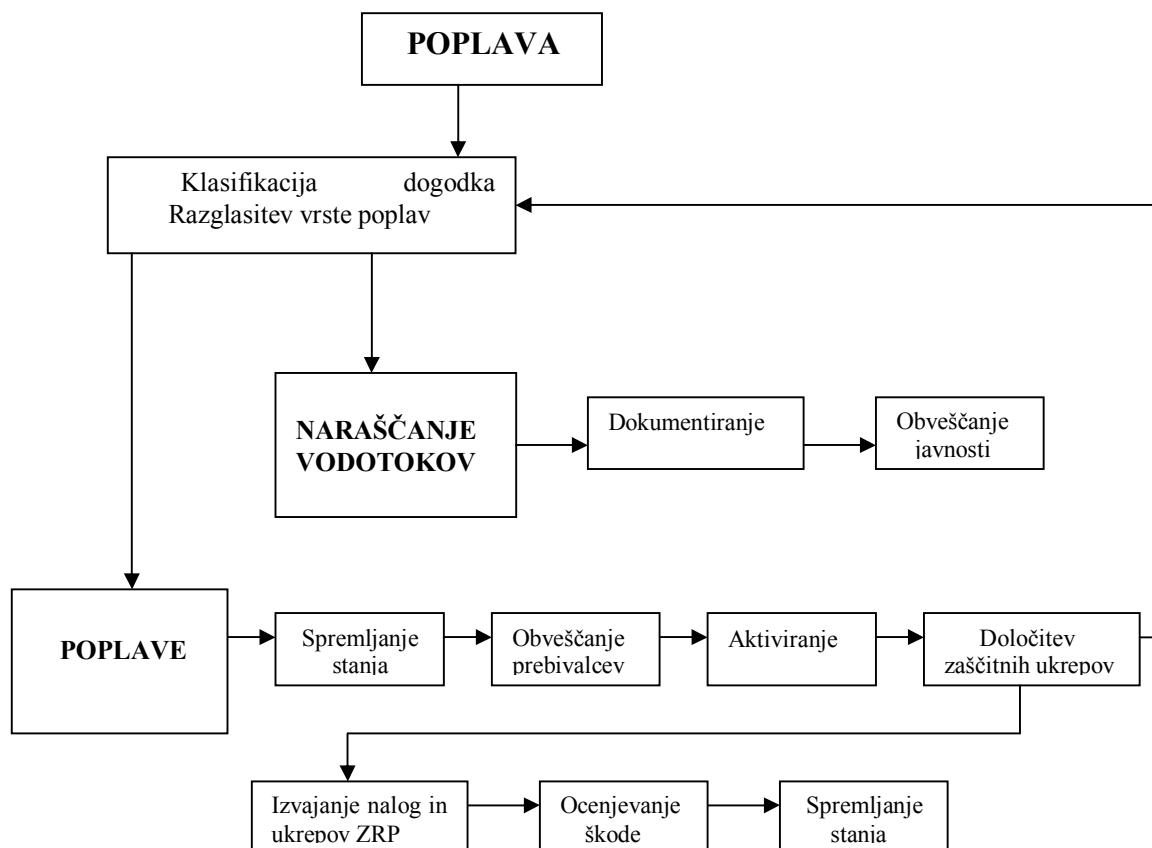 POPLAVA
Klasifikacija dogodka
Razglasitev vrste poplav
NARAŠČANJE
VODOTOKOV
Dokumentiranje
Obveščanje
javnosti
POPLAVE
Spremljanje
stanja
Obveščanje
prebivalcev
Aktiviranje
Določitev
zaščitnih ukrepov
Izvajanje nalog in
ukrepov ZRP
Ocenjevanje
škode
Spremljanje
stanja